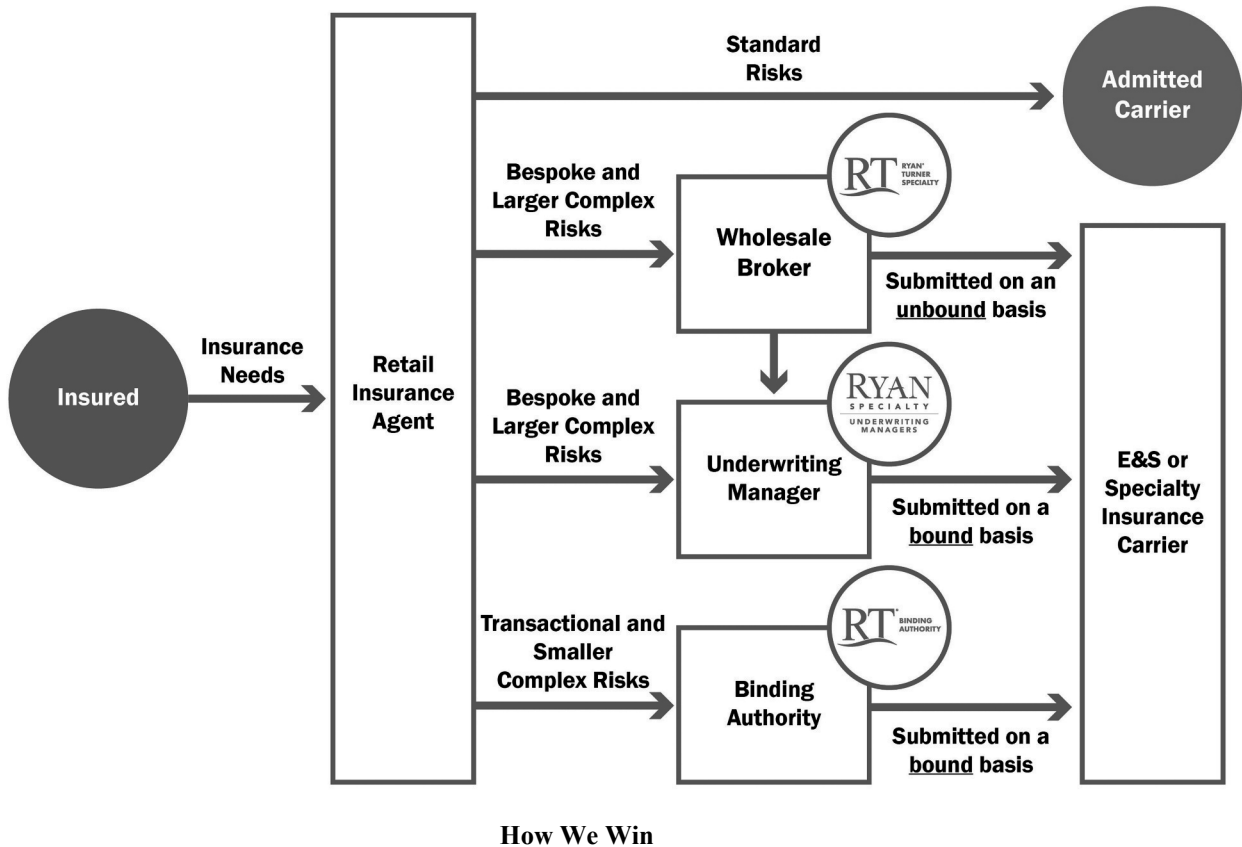 Standard
Risks
Admitted
Carrier
Bespoke and
Larger Complex
Risks
RT RYAN
TURNER
SPECIALTY
Wholesale
Broker
Submitted on an
unbound basis
Insured
Insurance
Needs
Retail
Insurance
Agent
Bespoke and
Larger Complex
Risks
RYAN
SPECIALTY
UNDERWRITING
MANAGERS
Underwriting
Manager
Submitted on a
bound basis
E&S or
Specialty
Insurance
Carrier
Transactional and
Smaller
Complex Risks
RT BINDING
AUTHORITY
Binding
Authority
Submitted on a
bound basis
How We Win